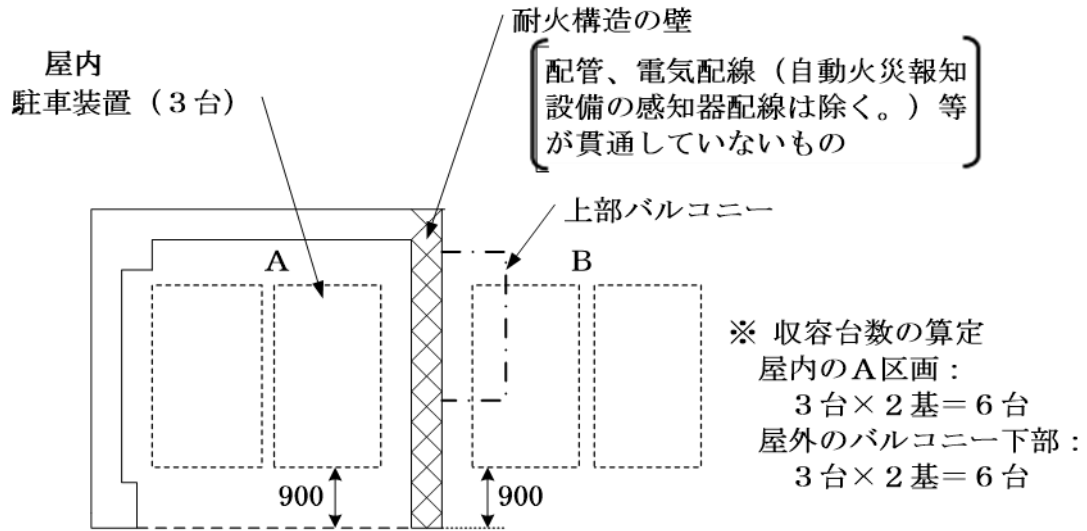 耐火構造の壁
屋内
駐車装置（３台）
配管、電気配線（自動火災報知
設備の感知器配線は除く。）等
が貫通していないもの
上部バルコニー
A
B
※ 収容台数の算定
屋内のＡ区画：
３台×２基＝６台
屋外のバルコニー下部：
３台×２基＝６台
900
900